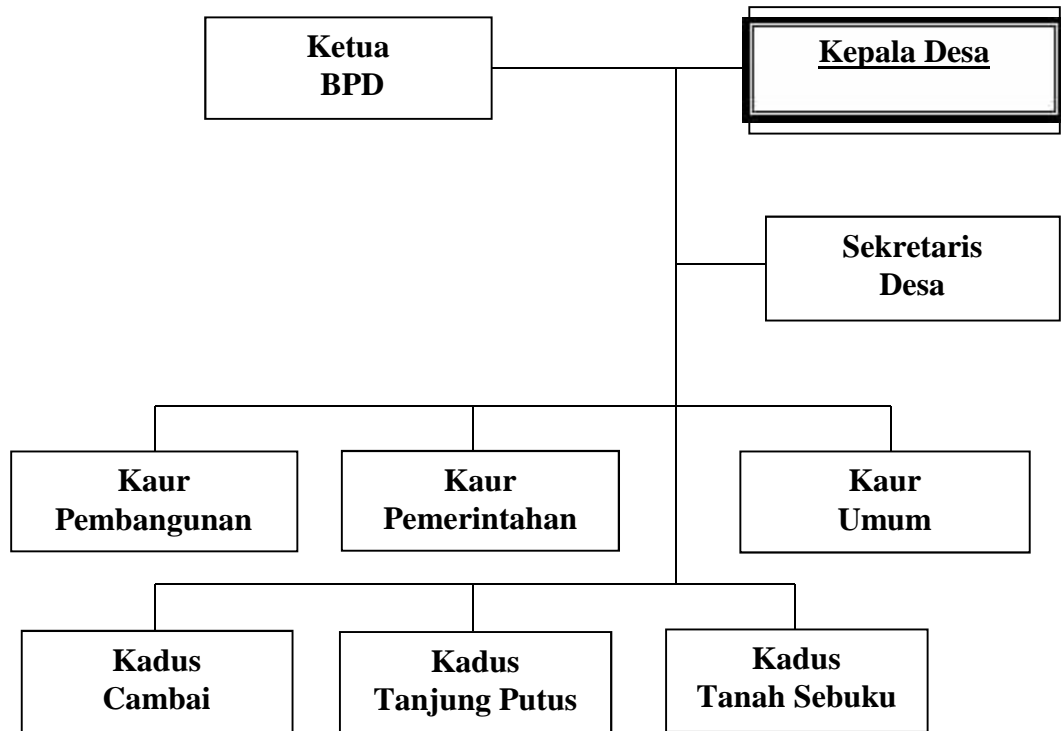 Ketua
BPD
Kepala Desa
Sekretaris
Desa
Kaur
Pembangunan
Kaur
Pemerintahan
Kaur
Umum
Kadus
Cambai
Kadus
Tanjung Putus
Kadus
Tanah Sebuku